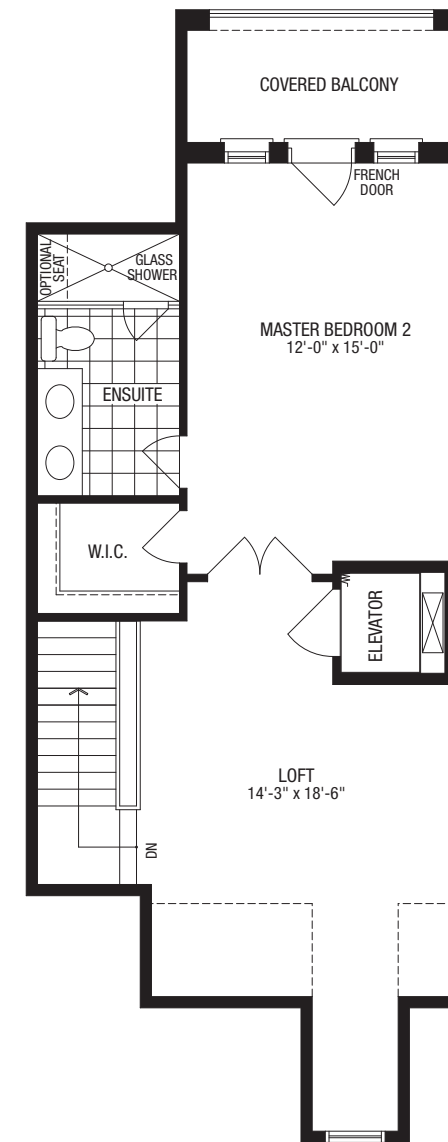 COVERED BALCONY
FRENCH
DOOR
OPTIONAL
SEAT
GLASS
SHOWER
MASTER BEDROOM 2
12'-0" x 15'-0"
ENSUITE
W.I.C.
ELEVATOR
LOFT
14'-3" x 18'-6"
DN